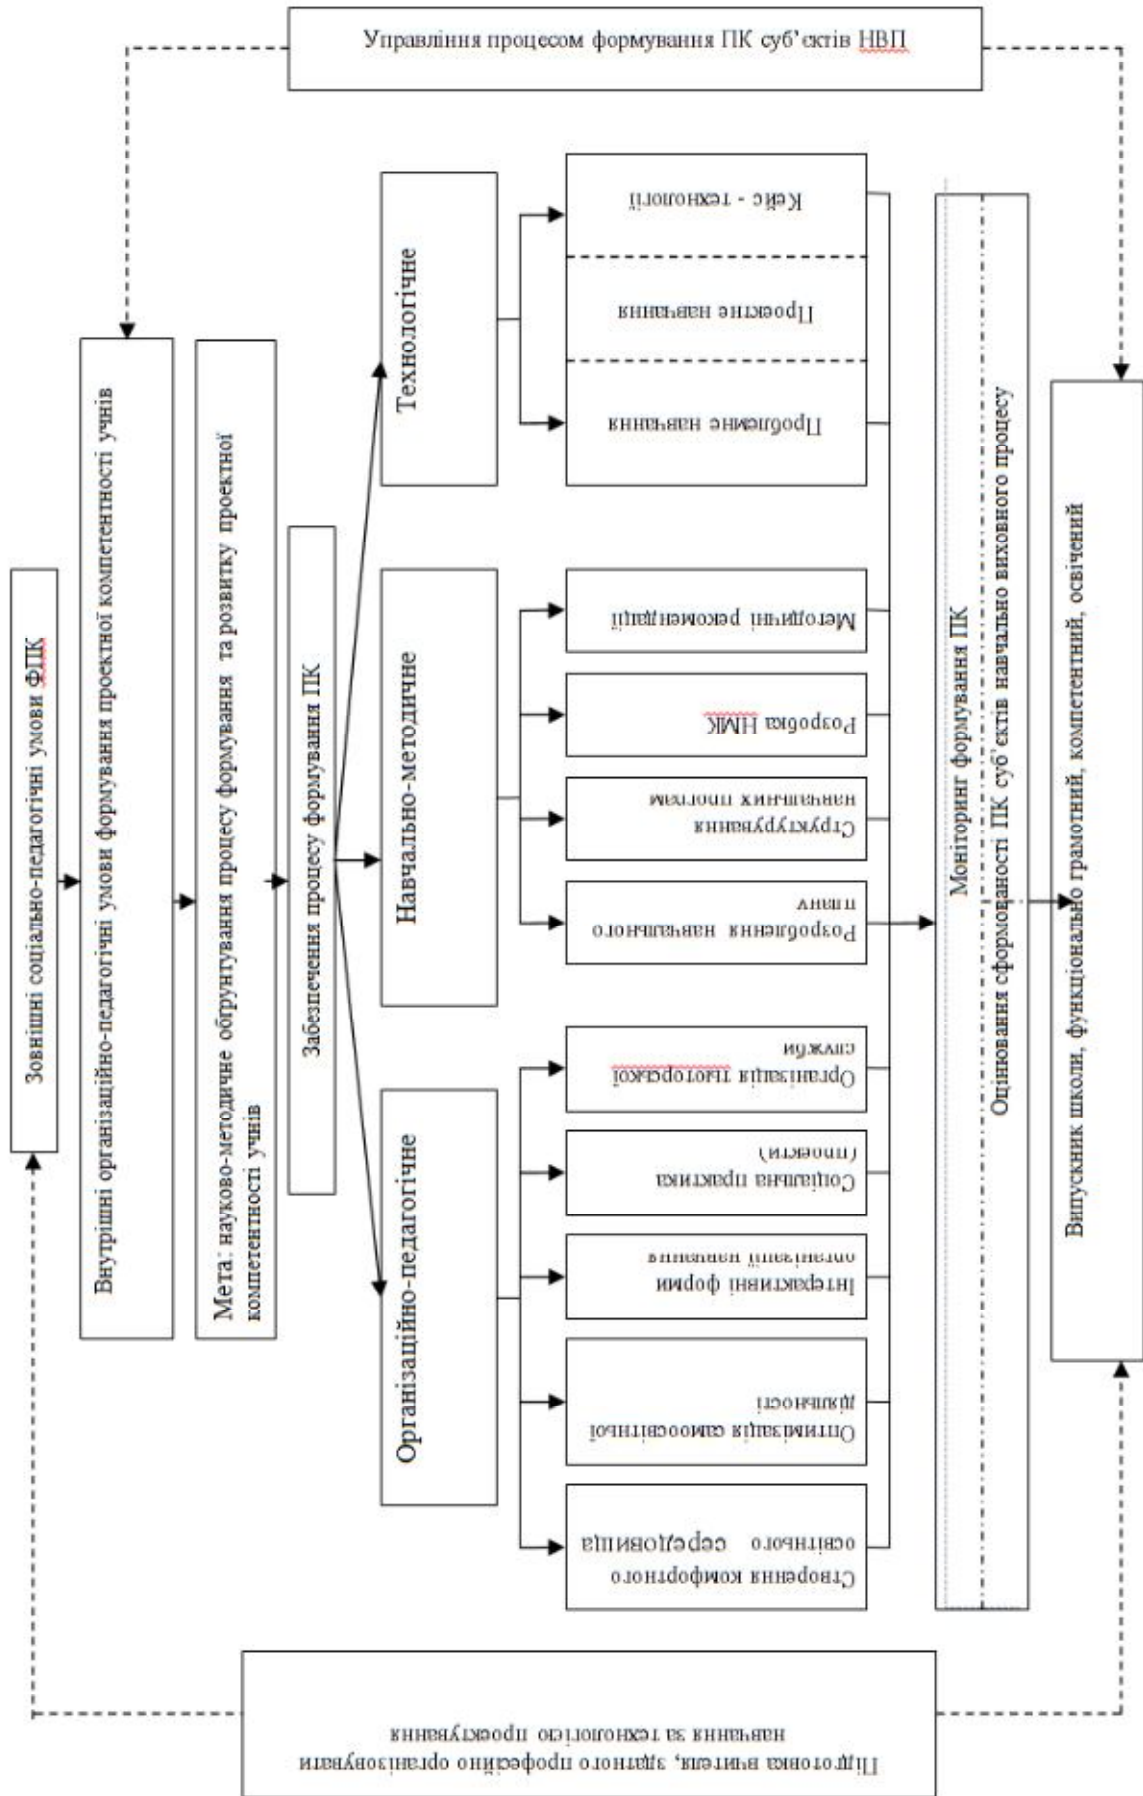 Управління процесом формування ПК суб’єктів НВП
Зовнішні соціально-педагогічні умови ФПК
Внутрішні організаційно-педагогічні умови формування проектної компетентності учнів
Мета: науково-методичне обгрунтування процесу формування та розвитку проектної
компетентності учнів
Забезпечення процесу формування ПК
Організаційно-педагогічне
Навчально-методичне
Технологічне
Створення комфортного
освітнього середовища
Оптимізація самоосвітньої
діяльності
Інтерактивні форми
організації навчання
Соціальна практика
(проекти)
Організація тьюторської
служби
Розроблення навчального
плану
Структурування
навчальних програм
Розробка НМК
Методичні рекомендації
Проблемне навчання
Проектне навчання
Кейс - технології
Моніторинг формування ПК
Оцінювання сформованості ПК суб’єктів навчально виховного процесу
Випускник школи, функціонально грамотний, компетентний, освічений
Підготовка вчителя, здатного професійно організовувати
навчання за технологією проектування